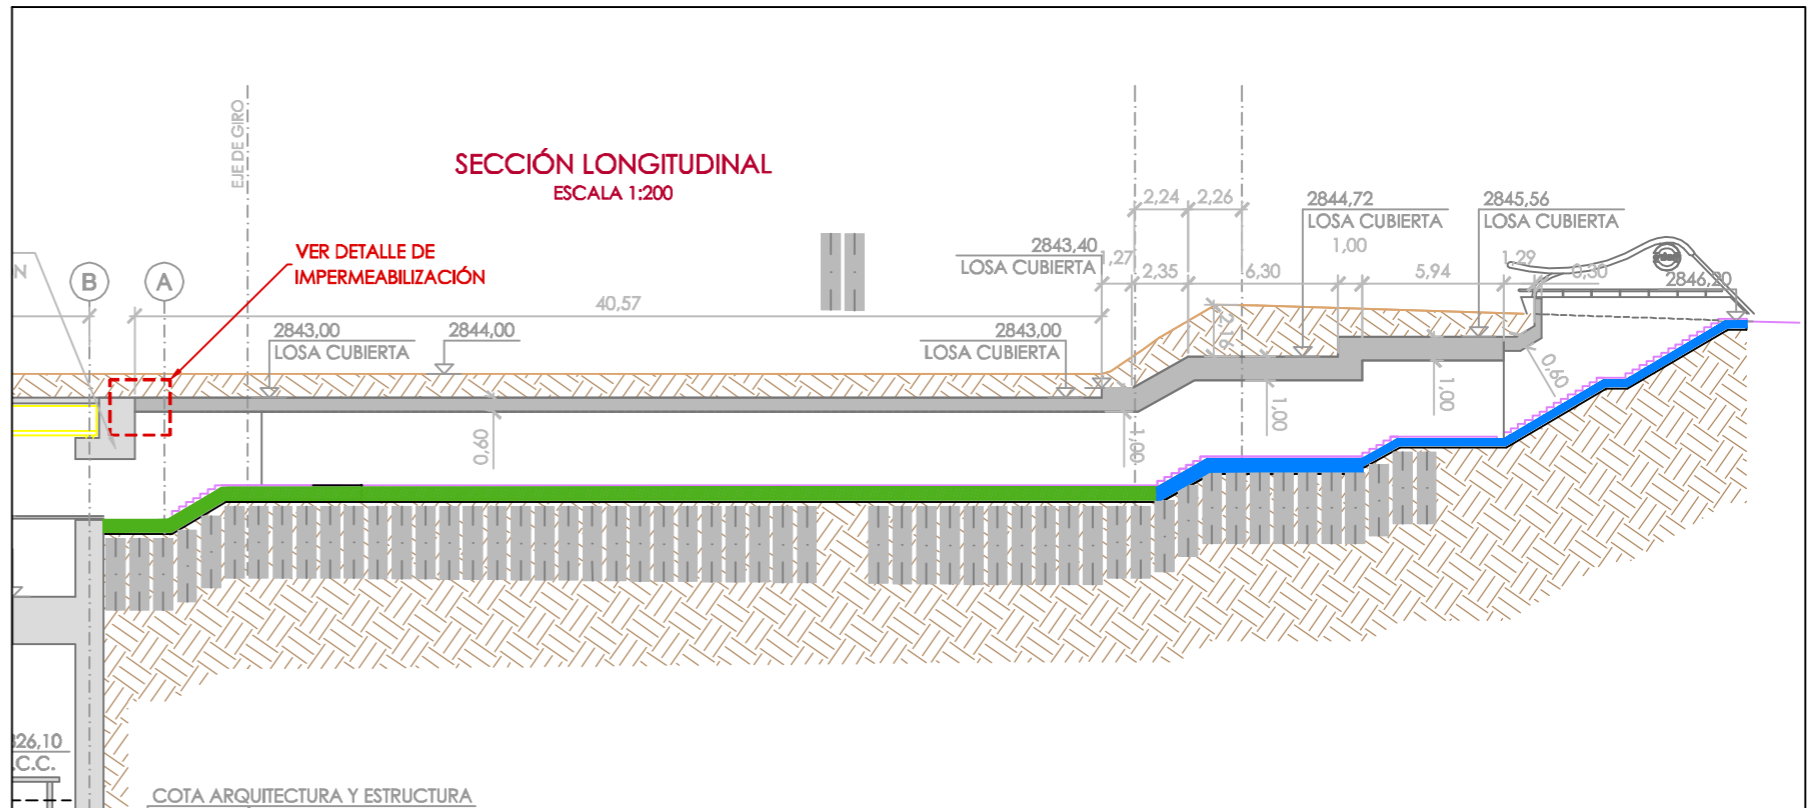 EJE DE GIRO
SECCIÓN LONGITUDINAL
ESCALA 1:200
VER DETALLE DE
IMPERMEABILIZACIÓN
N
B
A
40,57
2843,00
LOSA CUBIERTA
2844,00
2843,00
LOSA CUBIERTA
2843,40
LOSA CUBIERTA
1,27
2,24
2,26
2,35
6,30
2844,72
LOSA CUBIERTA
1,00
5,94
2845,56
LOSA CUBIERTA
1,29
0,30
2846,20
0,60
1,00
1,00
1,00
0,60
326,10
.C.C.
COTA ARQUITECTURA Y ESTRUCTURA